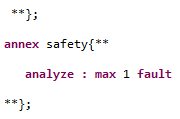 **};
annex safety{**
analyze : max 1 fault
**};